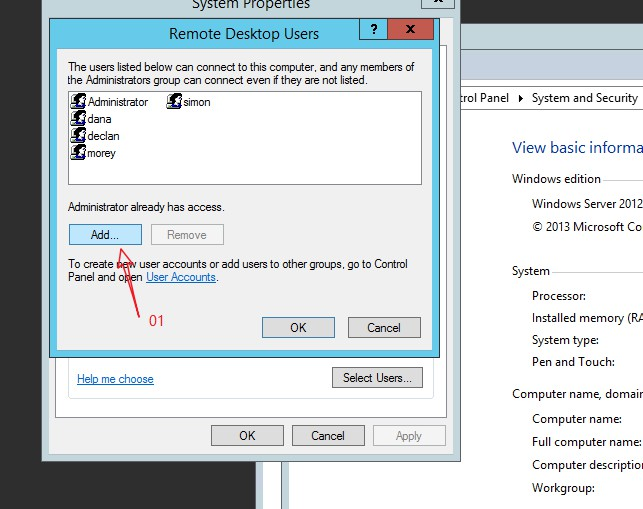 System Properties
Remote Desktop Users
?
x
The users listed below can connect to this computer, and any members of
the Administrators group can connect even if they are not listed.
Administrator
simon
dana
declan
morey
Administrator already has access.
Add...
Remove
To create new user accounts or add users to other groups, go to Control
Panel and open User Accounts.
01
OK
Cancel
Help me choose
Select Users...
OK
Cancel
Apply
trol Panel
System and Security
View basic informa
Windows edition
Windows Server 2012
© 2013 Microsoft Co
System
Processor:
Installed memory (RA
System type:
Pen and Touch:
Computer name, domain
Computer name:
Full computer name:
Computer description
Workgroup: